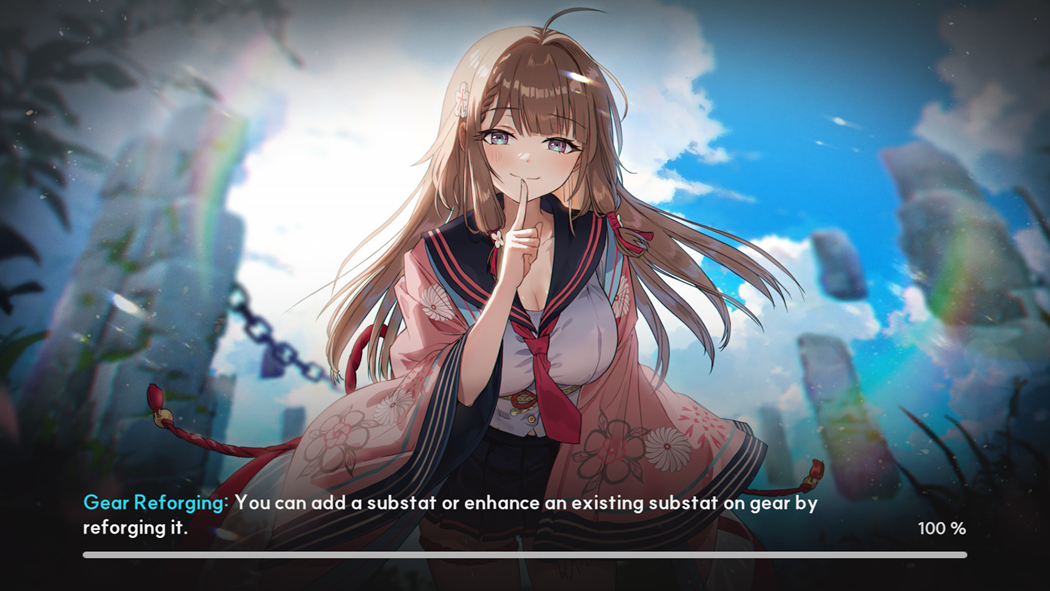 Gear Reforging: You can add a substat or enhance an existing substat on gear by
reforging it.
100 %